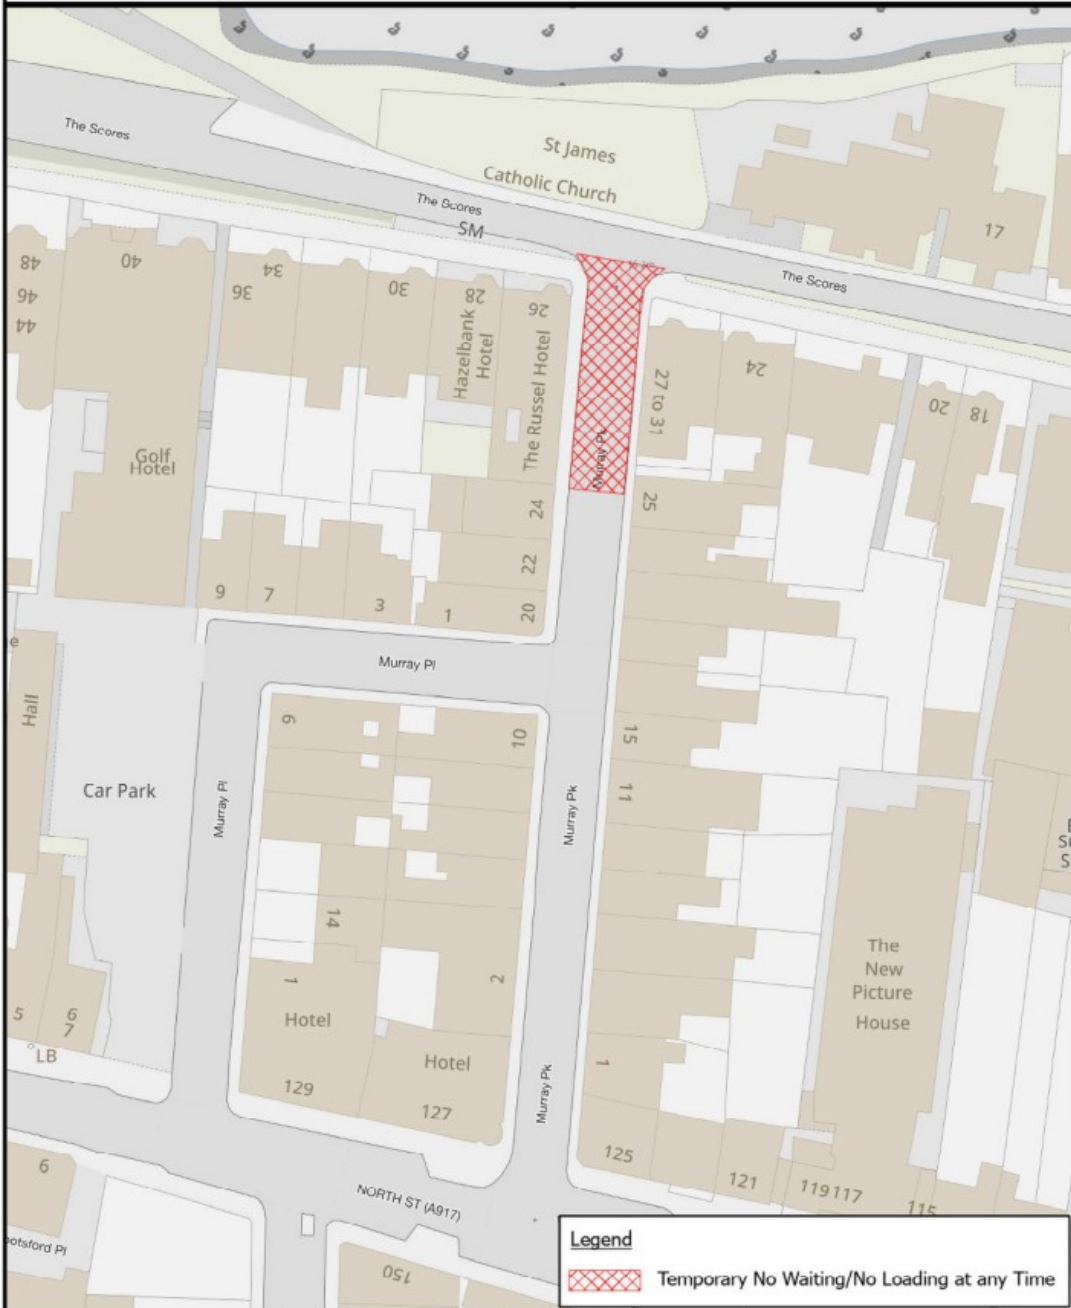 The Scores
St James
Catholic Church
The Scores
SM
17
The Scores
48
46
44
40
36
34
30
28
Hazelbank
Hotel
26
The Russel Hotel
27 to 31
24
20
18
Murray Pk
Golf
Hotel
24
25
22
20
9
7
3
1
Murray Pl
Hall
9
10
15
11
Car Park
Murray Pl
Murray Pk
14
2
The
New
Picture
House
1
Hotel
Hotel
5
6
7
LB
129
127
Murray Pk
1
125
121
119 117
115
6
NORTH ST (A917)
150
Legend
Temporary No Waiting/No Loading at any Time